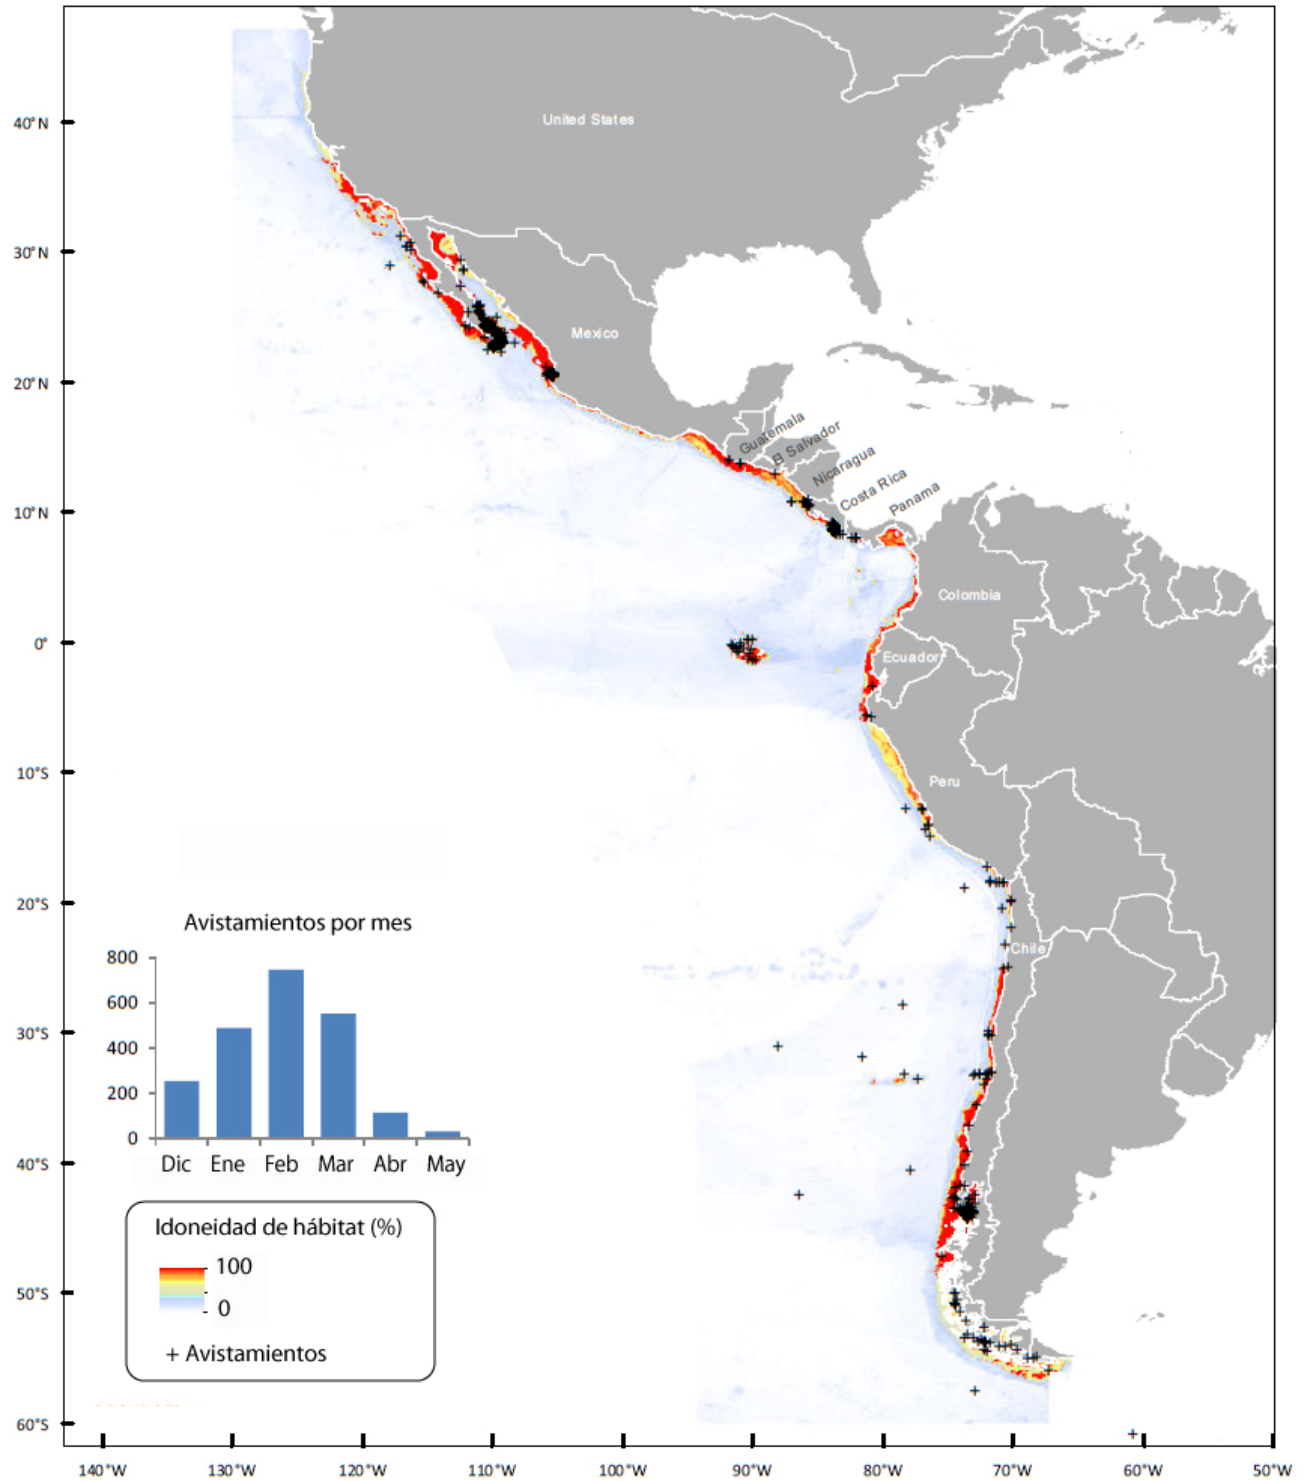 40°N
30°N
20°N
10°N
0°
10°S
20°S
30°S
40°S
50°S
60°S
United States
Mexico
Guatemala
El Salvador
Nicaragua
Costa Rica
Panama
Colombia
Ecuador
Peru
Chile
Avistamientos por mes
800
600
400
200
0
Dic Ene Feb Mar Abr May
Idoneidad de hábitat (%)
100
0
+ Avistamientos
140°W 130°W 120°W 110°W 100°W 90°W 80°W 70°W 60°W 50°W